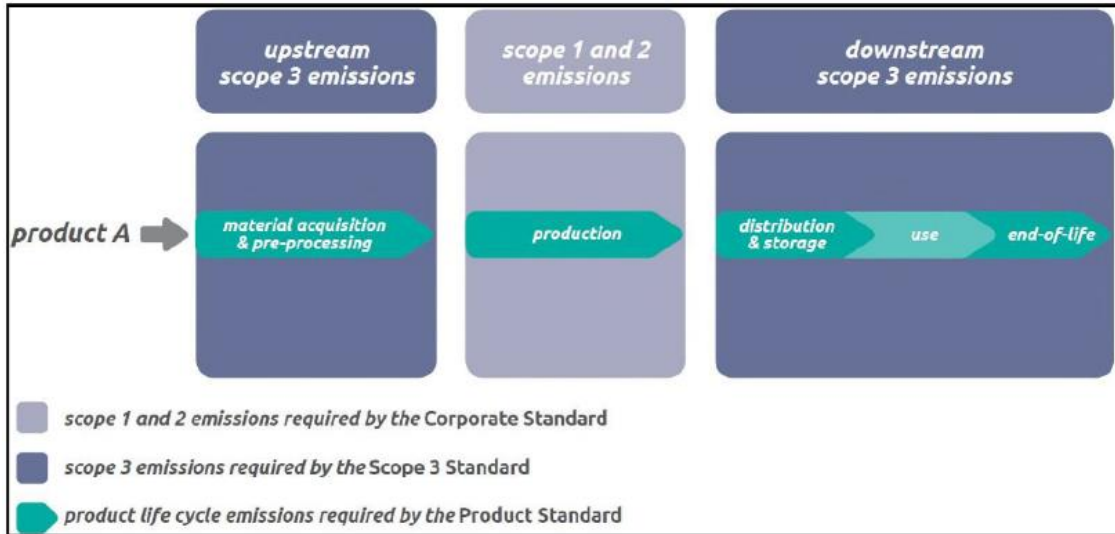 upstream
scope 3 emissions
scope 1 and 2
emissions
downstream
scope 3 emissions
product A
material acquisition
& pre-processing
production
distribution
& storage
use
end-of-life
scope 1 and 2 emissions required by the Corporate Standard
scope 3 emissions required by the Scope 3 Standard
product life cycle emissions required by the Product Standard